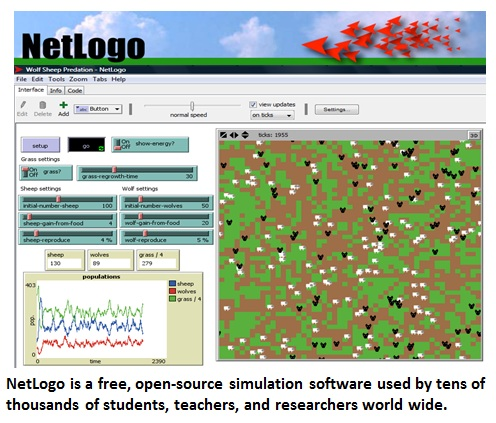 NetLogo
Wolf Sheep Predation - NetLogo
File Edit Tools Zoom Tabs Help
Interface Info Code
Edit Delete Add Button normal speed view updates on ticks Settings...
setup go On Off show-energy?
ticks: 1955 3D
Grass settings
On Off grass? grass-regrowth-time 30
Sheep settings Wolf settings
initial-number-sheep 100 initial-number-wolves 50
sheep-gain-from-food 4 wolf-gain-from-food 20
sheep-reproduce 4 % wolf-reproduce 5 %
sheep wolves grass / 4
130 89 279
populations
403 sheep
wolves
grass / 4
pop.
0
0 time 2390
NetLogo is a free, open-source simulation software used by tens of
thousands of students, teachers, and researchers world wide.